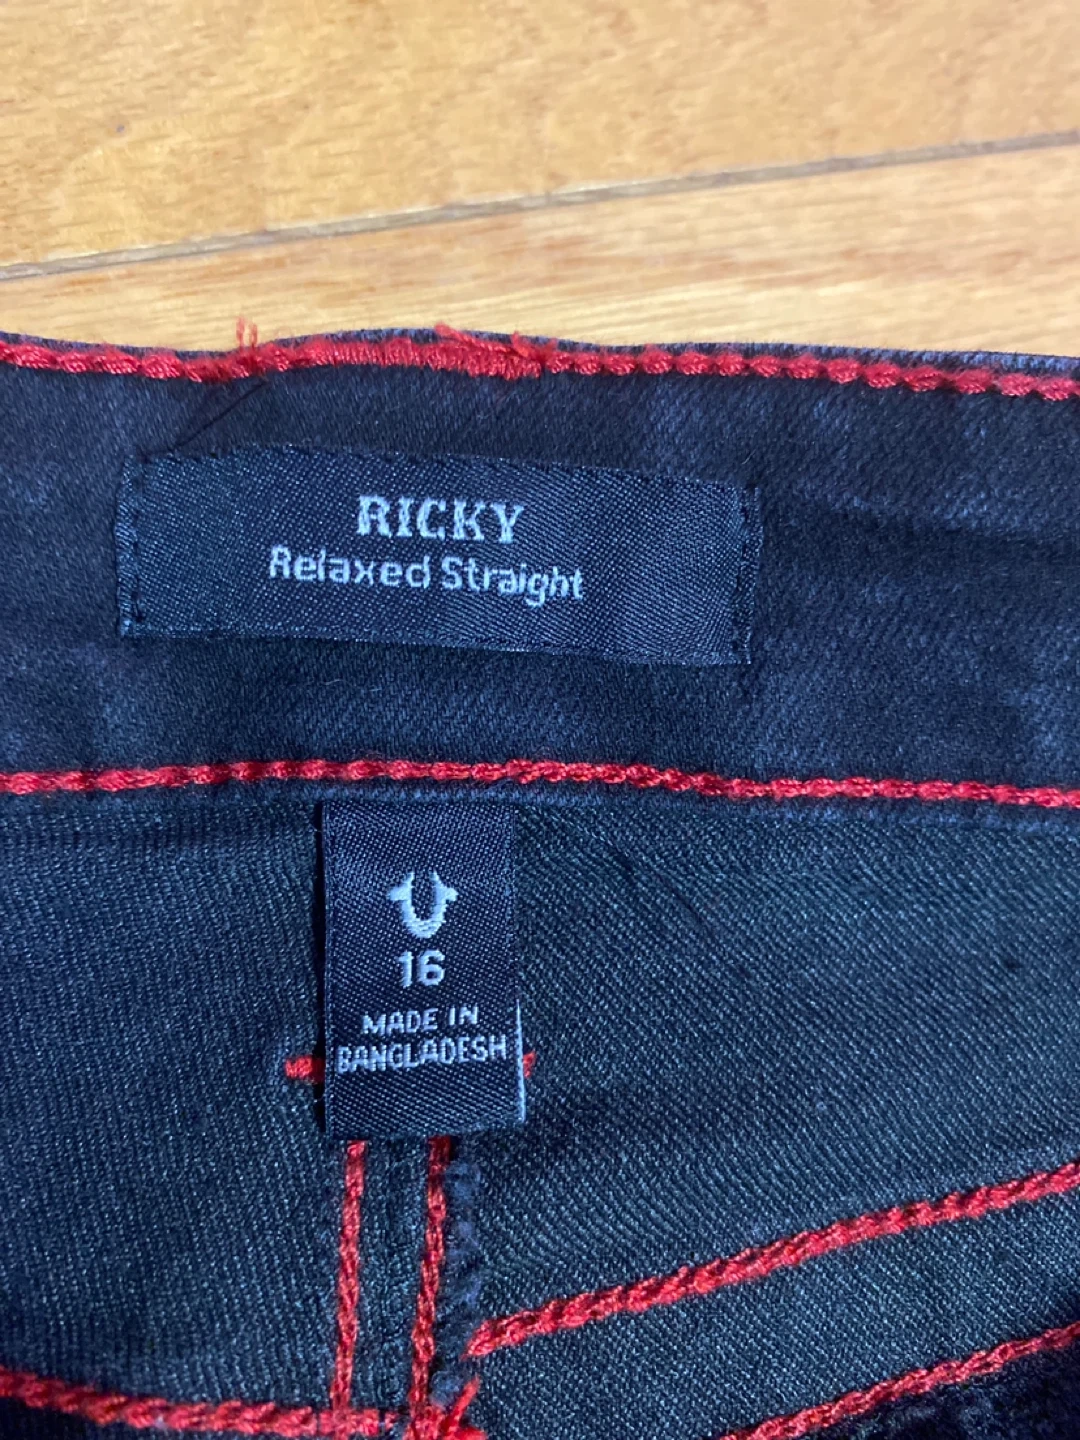 RICKY
Relaxed Straight
16
MADE IN
BANGLADESH